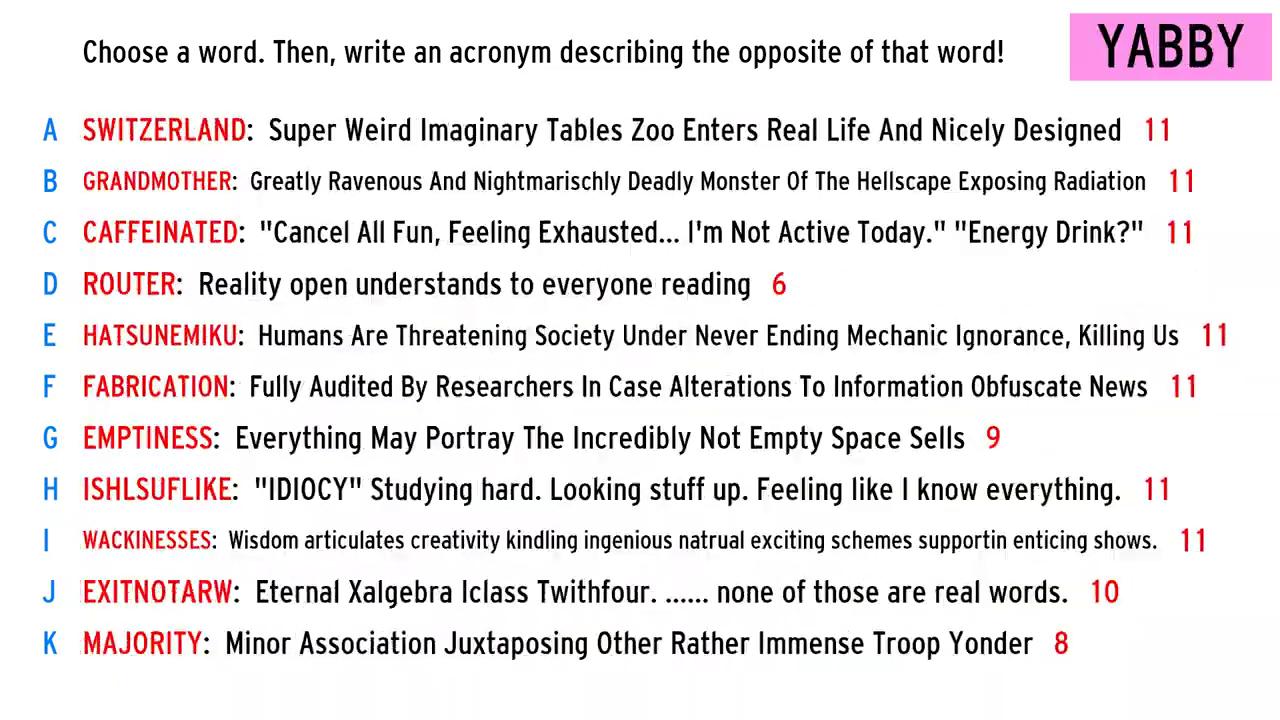 Choose a word. Then, write an acronym describing the opposite of that word!
YABBY
A SWITZERLAND: Super Weird Imaginary Tables Zoo Enters Real Life And Nicely Designed 11
B GRANDMOTHER: Greatly Ravenous And Nightmarischly Deadly Monster Of The Hellscape Exposing Radiation 11
C CAFFEINATED: "Cancel All Fun, Feeling Exhausted... I'm Not Active Today." "Energy Drink?" 11
D ROUTER: Reality open understands to everyone reading 6
E HATSUNEMIKU: Humans Are Threatening Society Under Never Ending Mechanic Ignorance, Killing Us 11
F FABRICATION: Fully Audited By Researchers In Case Alterations To Information Obfuscate News 11
G EMPTINESS: Everything May Portray The Incredibly Not Empty Space Sells 9
H ISHLSUFLIKE: "IDIOCY" Studying hard. Looking stuff up. Feeling like I know everything. 11
I WACKINESSES: Wisdom articulates creativity kindling ingenious natrual exciting schemes supportin enticing shows. 11
J EXITNOTARW: Eternal Xalgebra Iclass Twithfour. ...... none of those are real words. 10
K MAJORITY: Minor Association Juxtaposing Other Rather Immense Troop Yonder 8